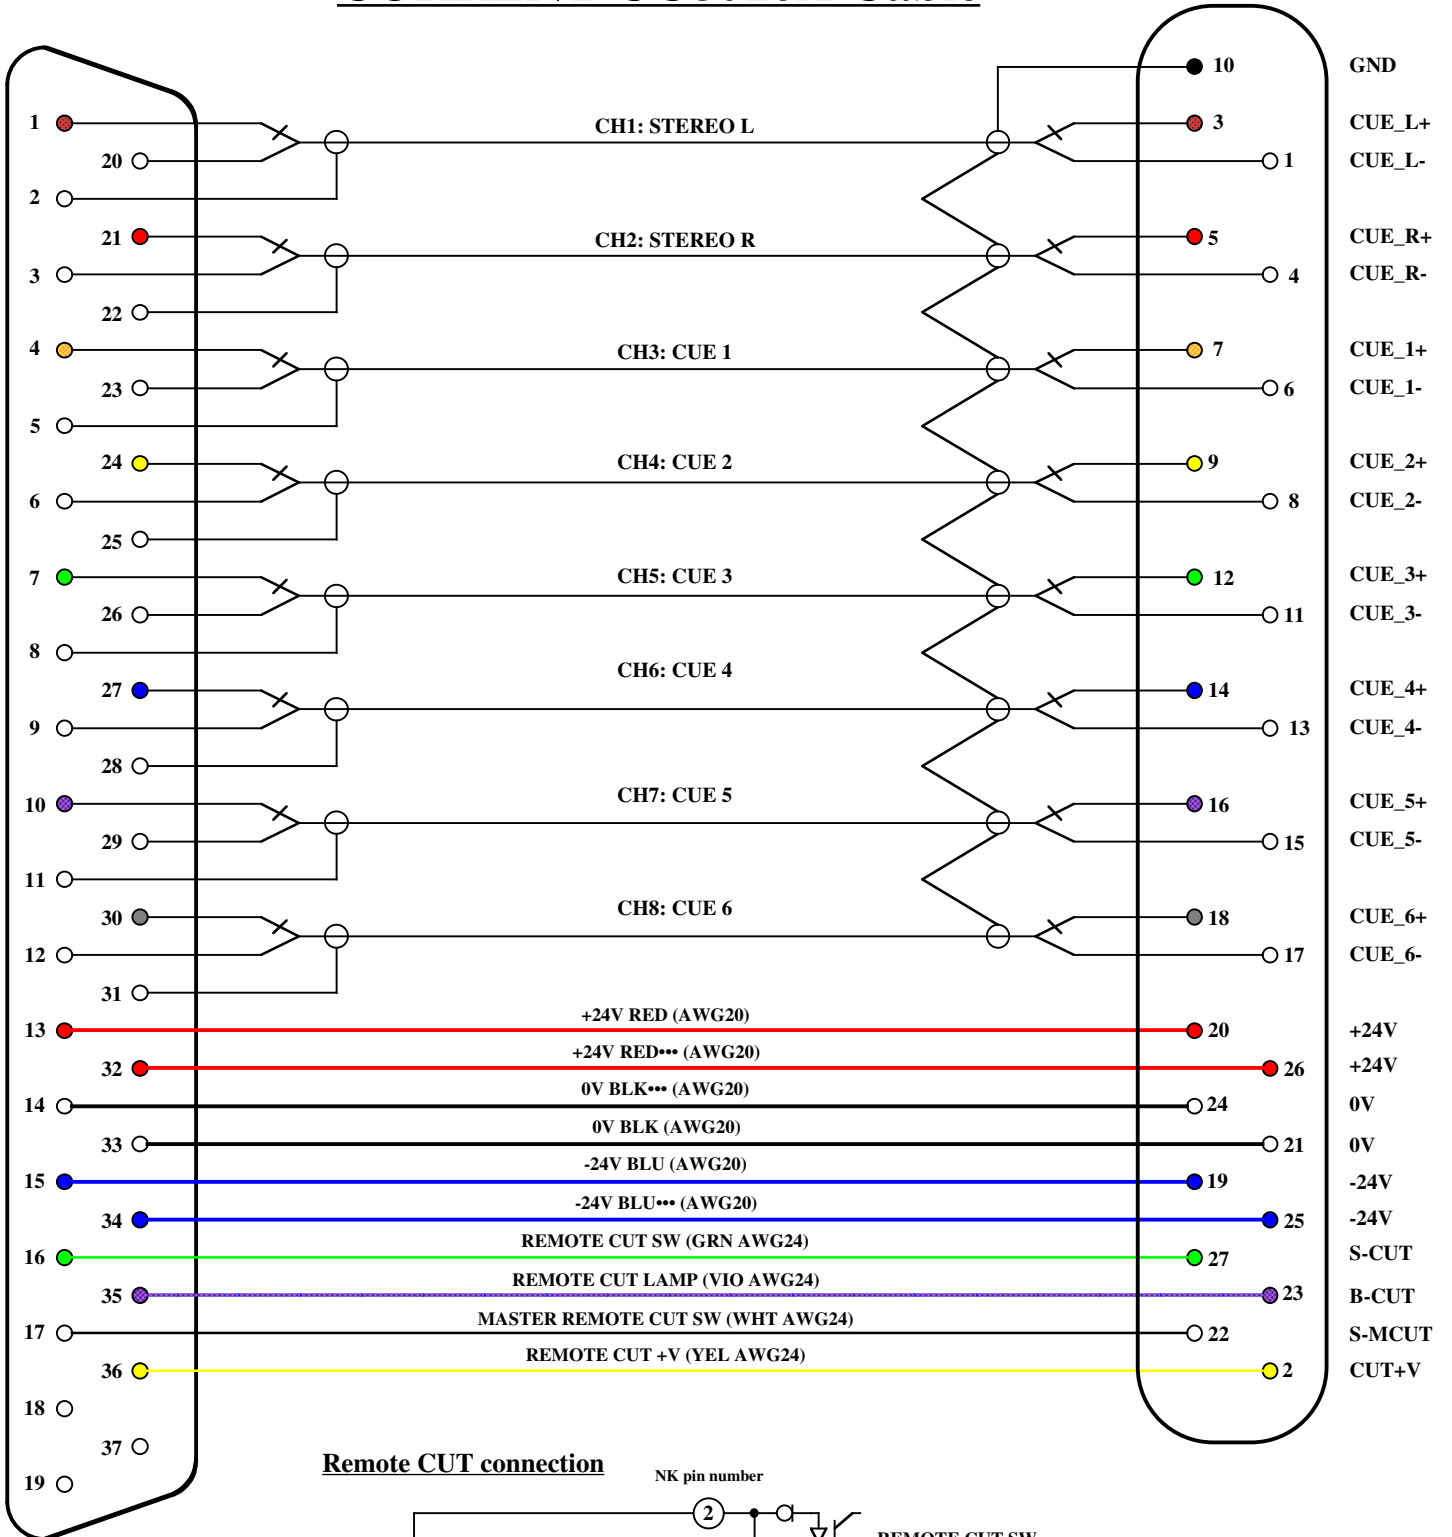 10 GND
1 CH1: STEREO L 3 CUE_L+
20 1 CUE_L-
2
21 CH2: STEREO R 5 CUE_R+
3 4 CUE_R-
22
4 CH3: CUE 1 7 CUE_1+
23 6 CUE_1-
5
24 CH4: CUE 2 9 CUE_2+
6 8 CUE_2-
25
7 CH5: CUE 3 12 CUE_3+
26 11 CUE_3-
8
CH6: CUE 4
27 14 CUE_4+
9 13 CUE_4-
28
10 CH7: CUE 5 16 CUE_5+
29 15 CUE_5-
11
30 CH8: CUE 6 18 CUE_6+
12 17 CUE_6-
31
13 +24V RED (AWG20) 20 +24V
32 +24V RED••• (AWG20) 26 +24V
14 0V BLK••• (AWG20) 24 0V
33 0V BLK (AWG20) 21 0V
15 -24V BLU (AWG20) 19 -24V
34 -24V BLU••• (AWG20) 25 -24V
16 REMOTE CUT SW (GRN AWG24) 27 S-CUT
35 REMOTE CUT LAMP (VIO AWG24) 23 B-CUT
17 MASTER REMOTE CUT SW (WHT AWG24) 22 S-MCUT
36 REMOTE CUT +V (YEL AWG24) 2 CUT+V
18
37
19
Remote CUT connection
NK pin number
2
REMOTE CUT SW